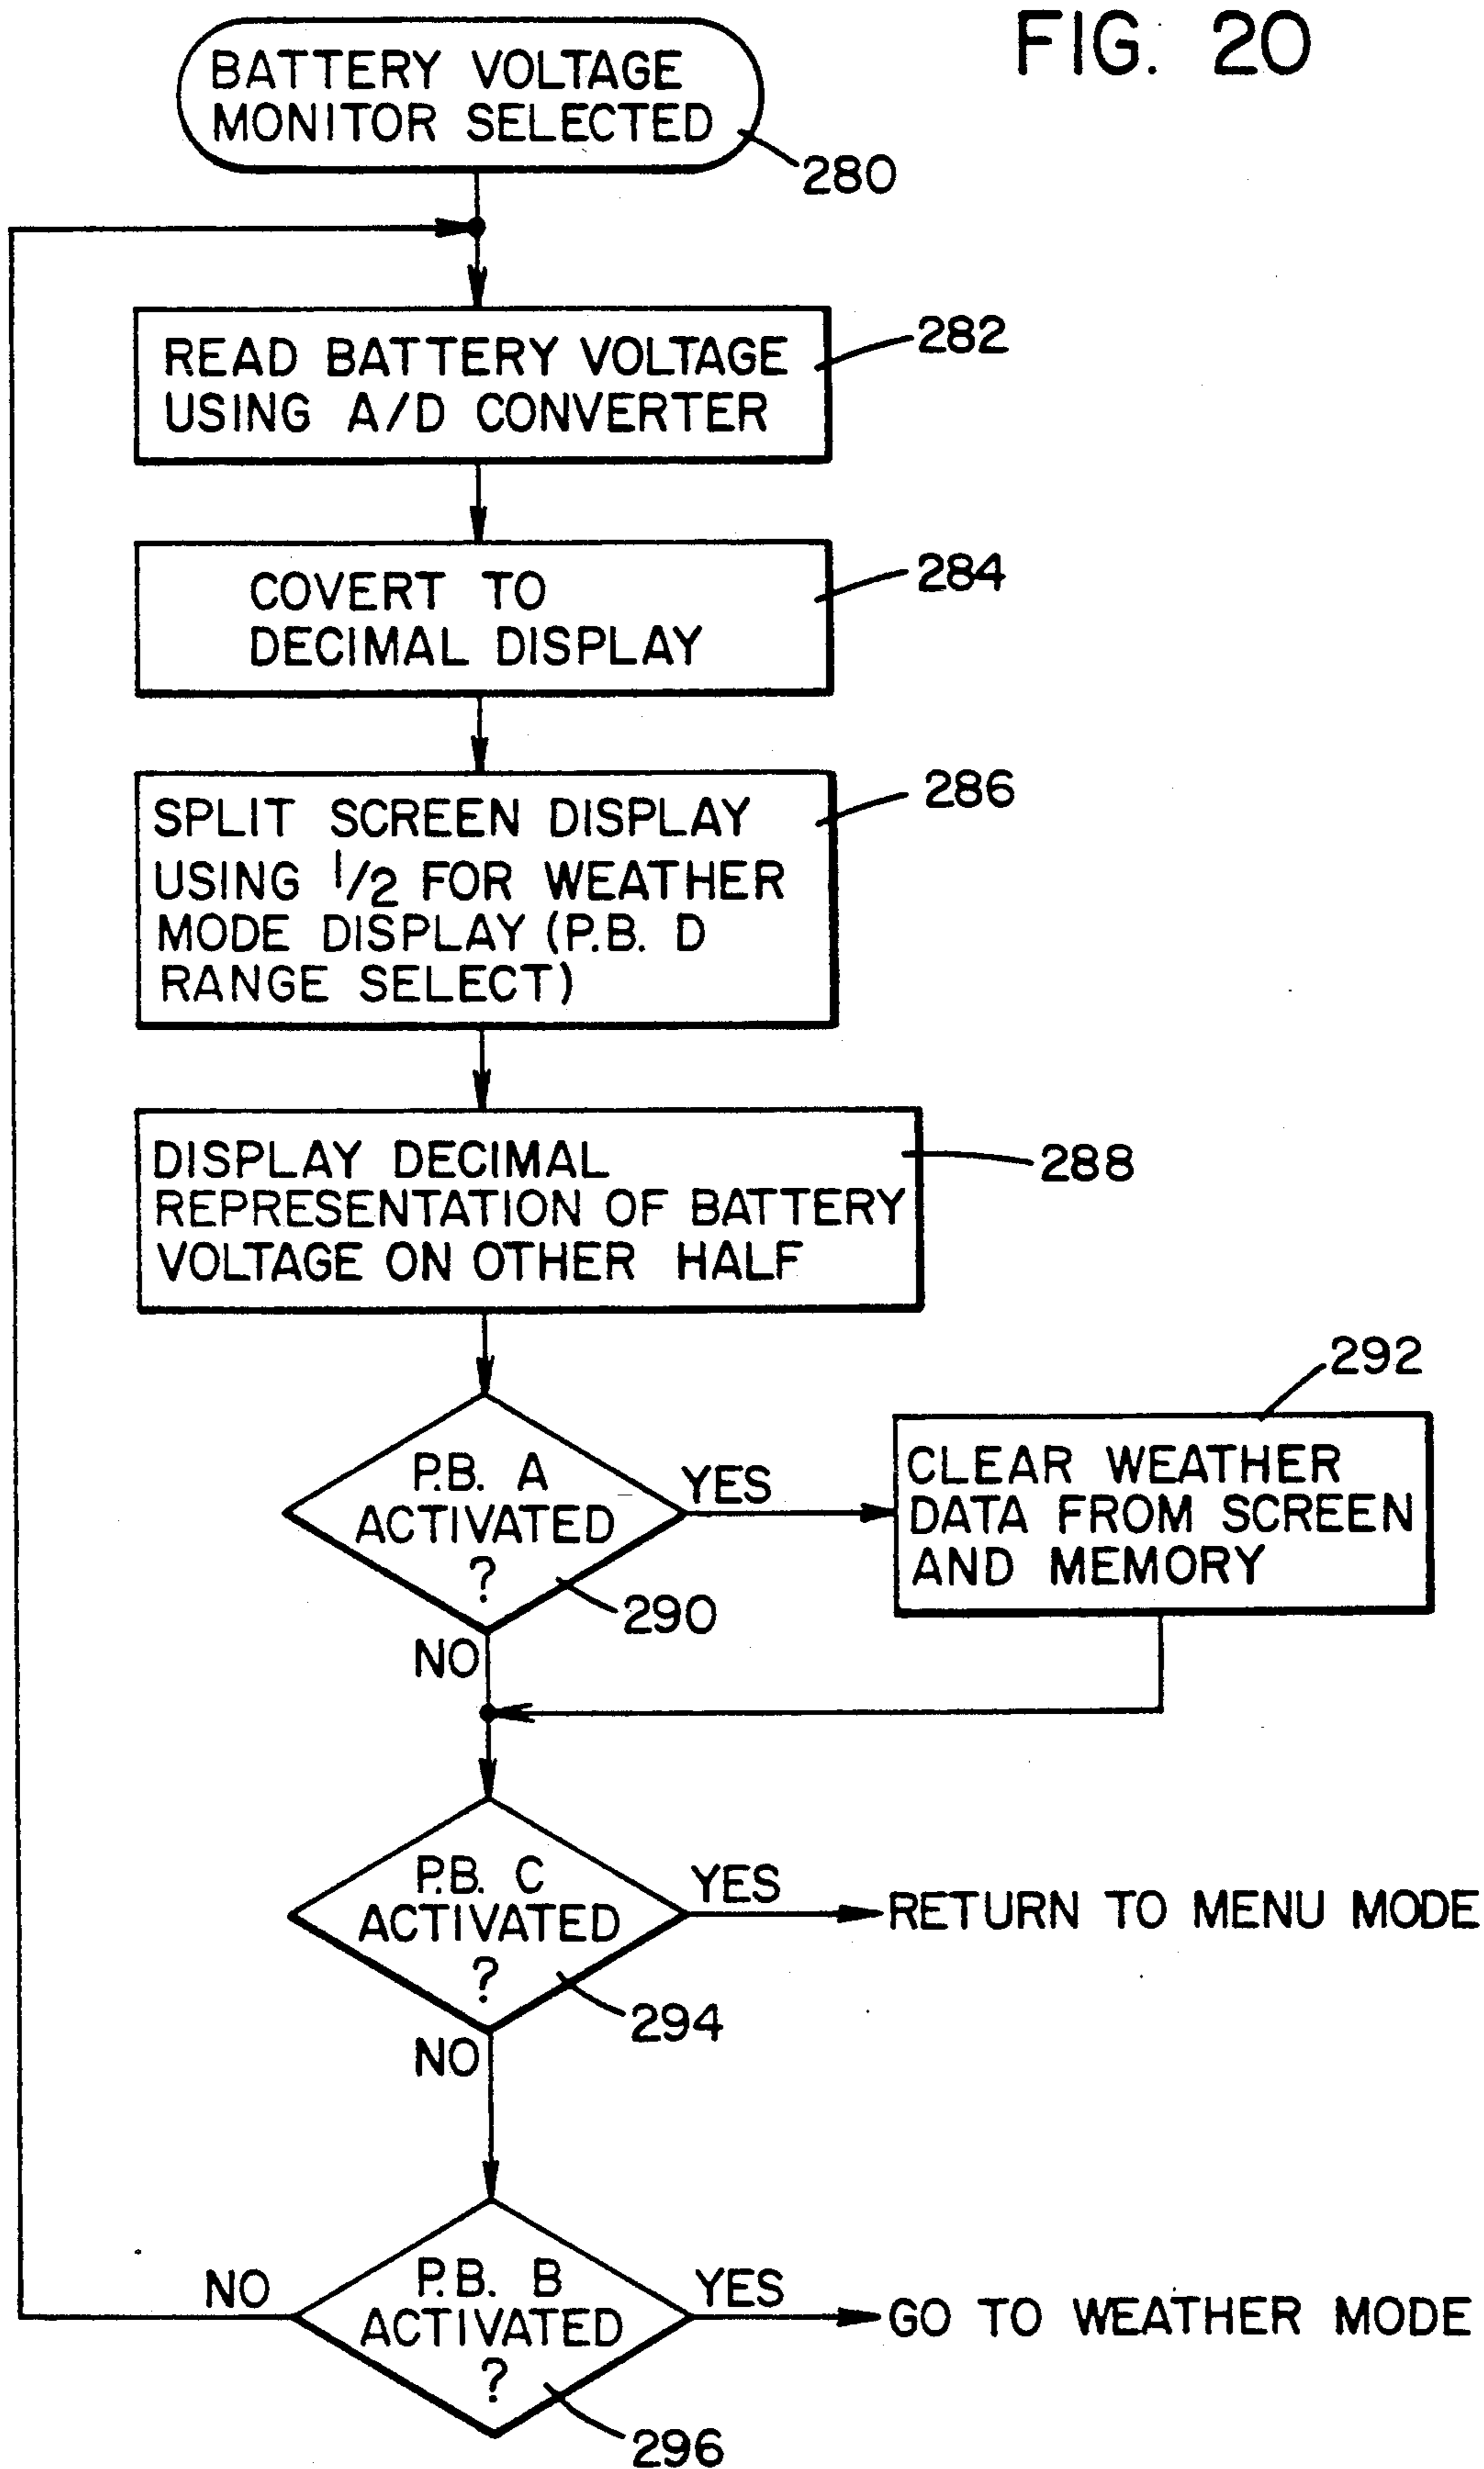 FIG. 20
BATTERY VOLTAGE
MONITOR SELECTED
280
READ BATTERY VOLTAGE
USING A/D CONVERTER
282
COVERT TO
DECIMAL DISPLAY
284
SPLIT SCREEN DISPLAY
USING 1/2 FOR WEATHER
MODE DISPLAY (P.B. D
RANGE SELECT)
286
DISPLAY DECIMAL
REPRESENTATION OF BATTERY
VOLTAGE ON OTHER HALF
288
P.B. A
ACTIVATED
?
290
YES
NO
292
CLEAR WEATHER
DATA FROM SCREEN
AND MEMORY
P.B. C
ACTIVATED
?
294
YES
RETURN TO MENU MODE
NO
P.B. B
ACTIVATED
?
296
NO
YES
GO TO WEATHER MODE